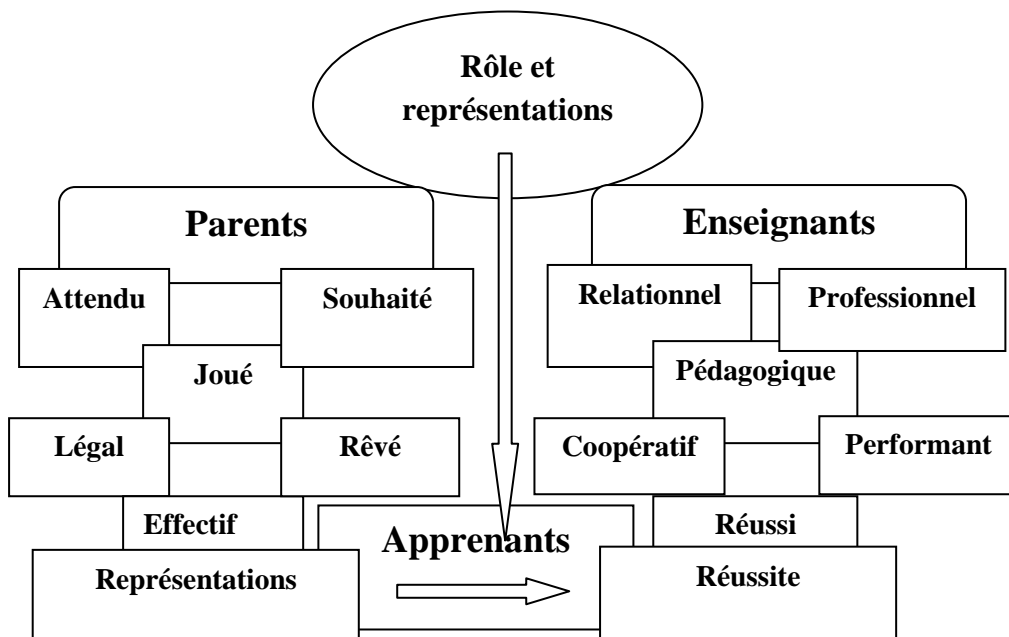 Rôle et
représentations
Parents
Enseignants
Attendu
Souhaité
Relationnel
Professionnel
Joué
Pédagogique
Légal
Rêvé
Coopératif
Performant
Effectif
Apprenants
Réussi
Représentations
Réussite